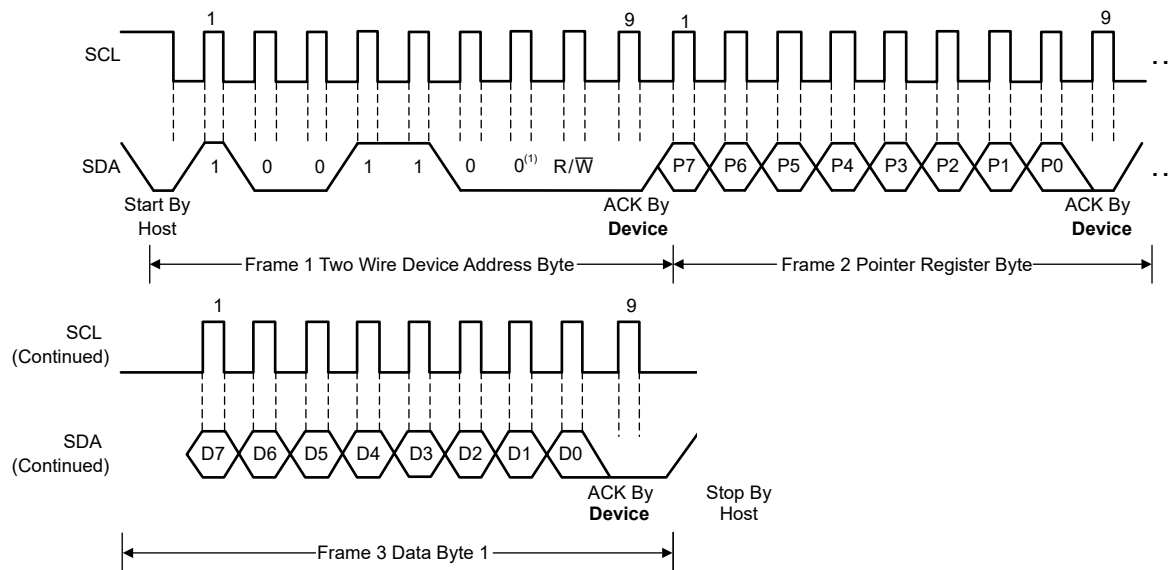 1 9 1 9
SCL
SDA 1 0 0 1 1 0 0(1) R/W̅ P7 P6 P5 P4 P3 P2 P1 P0
Start By Host
ACK By Device
ACK By Device
Frame 1 Two Wire Device Address Byte
Frame 2 Pointer Register Byte
1 9
SCL (Continued)
SDA (Continued)
D7 D6 D5 D4 D3 D2 D1 D0
ACK By Device
Stop By Host
Frame 3 Data Byte 1